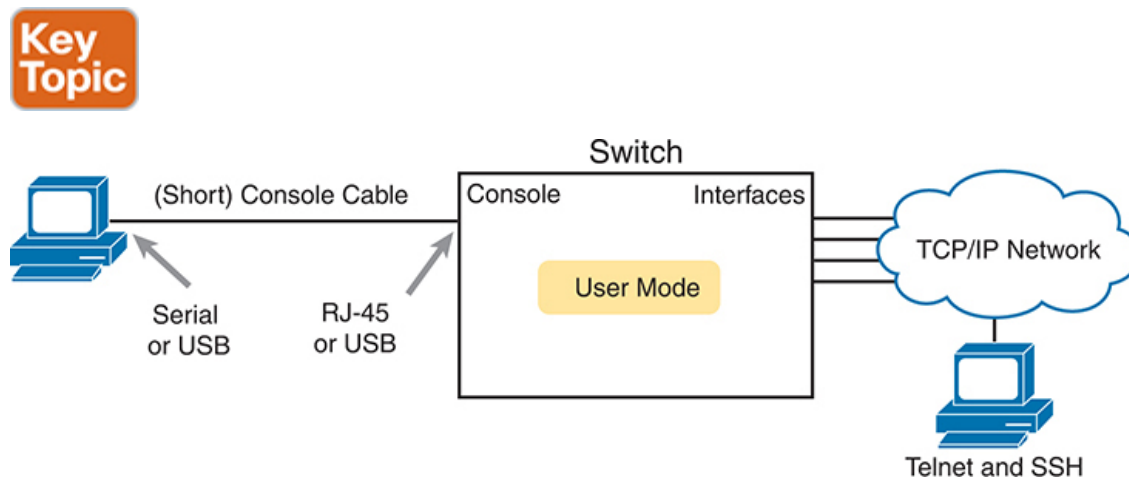 Key
Topic
Switch
(Short) Console Cable
Console
Interfaces
TCP/IP Network
User Mode
Serial
or USB
RJ-45
or USB
Telnet and SSH